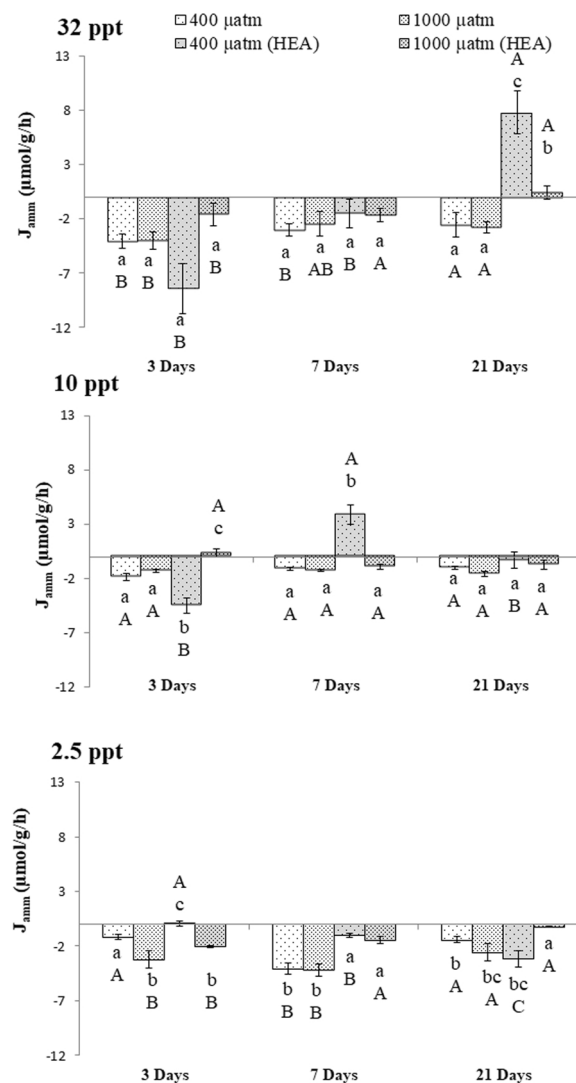 32 ppt
400 µatm
1000 µatm
400 µatm (HEA)
1000 µatm (HEA)
13
8
3
-2
-7
-12
J_amm (µmol/g/h)
A
c
A
b
a a a a
B B B
B
a a a a
B AB B A
a a
A A
3 Days 7 Days 21 Days
10 ppt
13
8
3
-2
-7
-12
J_amm (µmol/g/h)
A
c
A
b
a a b
A A B
a a a
A A A
a a a a
A A B A
3 Days 7 Days 21 Days
2.5 ppt
13
8
3
-2
-7
-12
J_amm (µmol/g/h)
A
c
a b b
A B B
b b a a
B B B A
b bc bc a
A A C A
3 Days 7 Days 21 Days